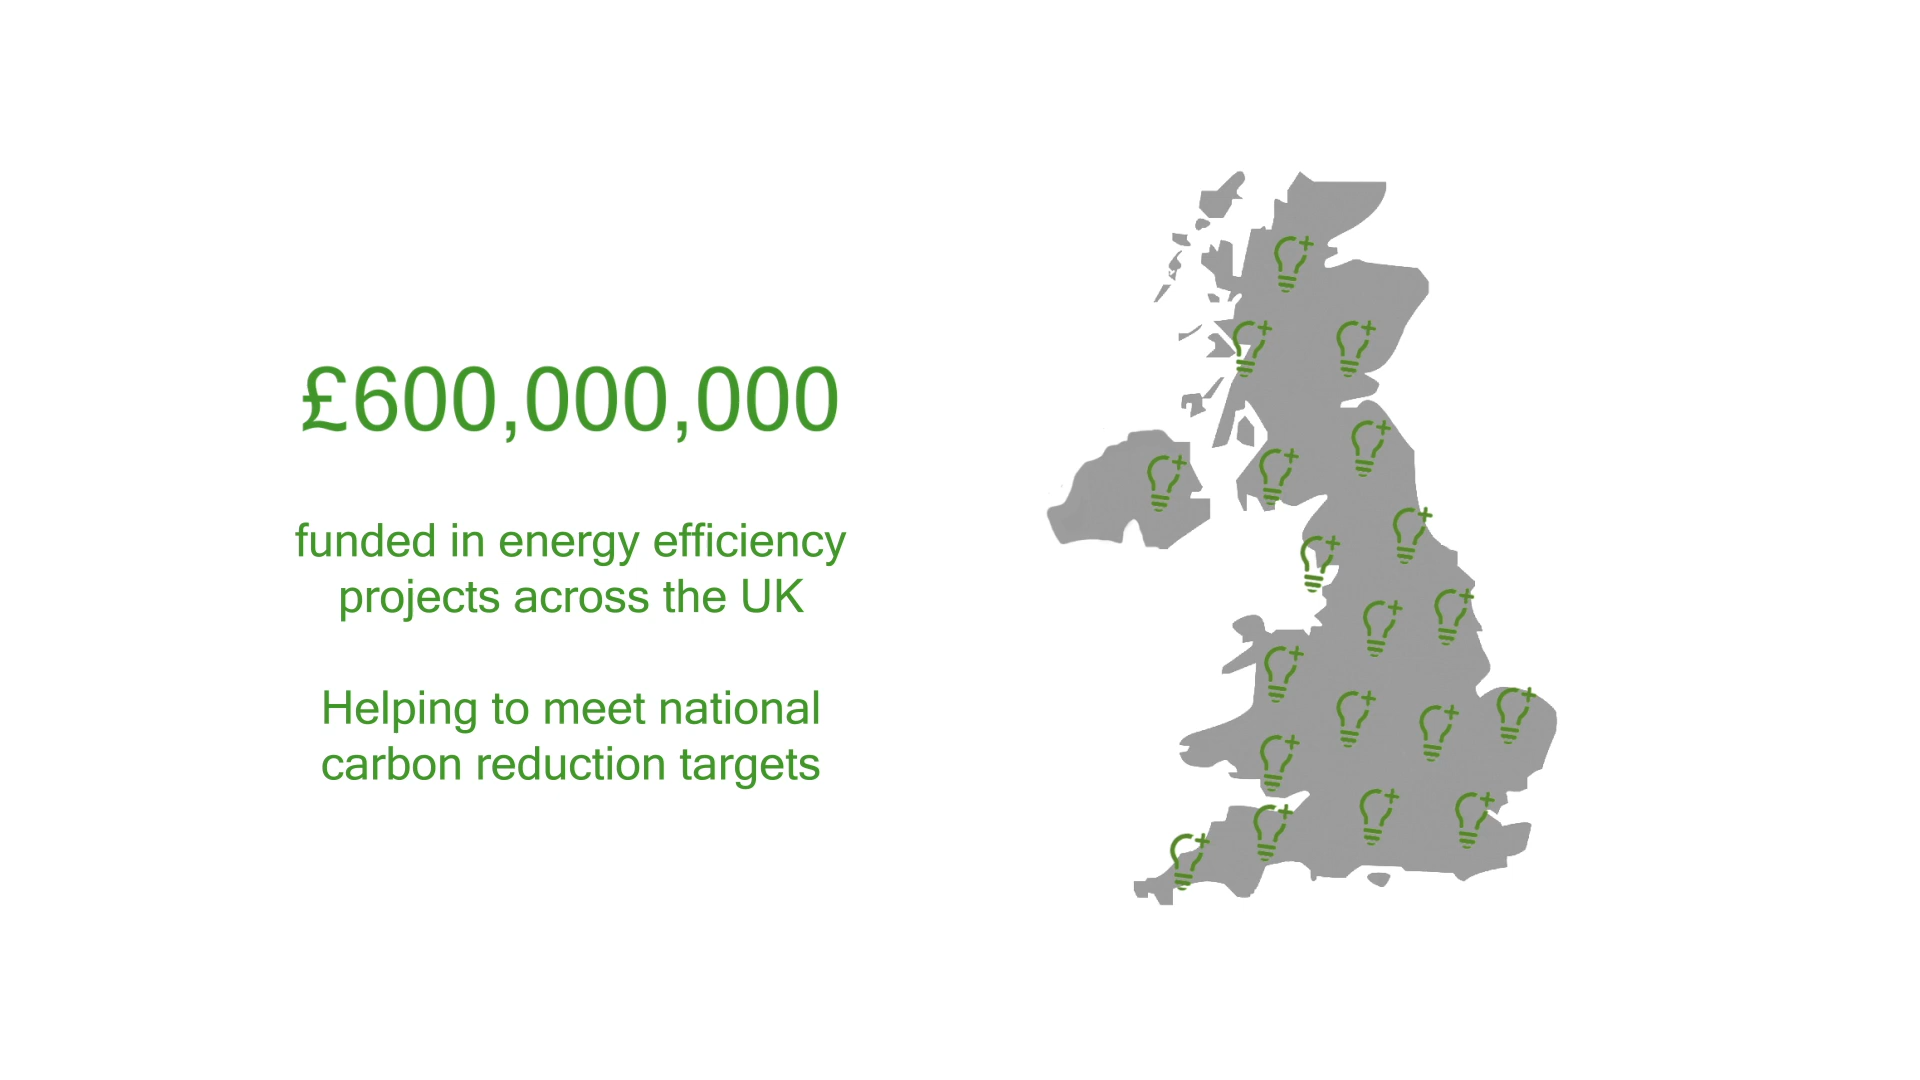 £600,000,000
funded in energy efficiency
projects across the UK
Helping to meet national
carbon reduction targets